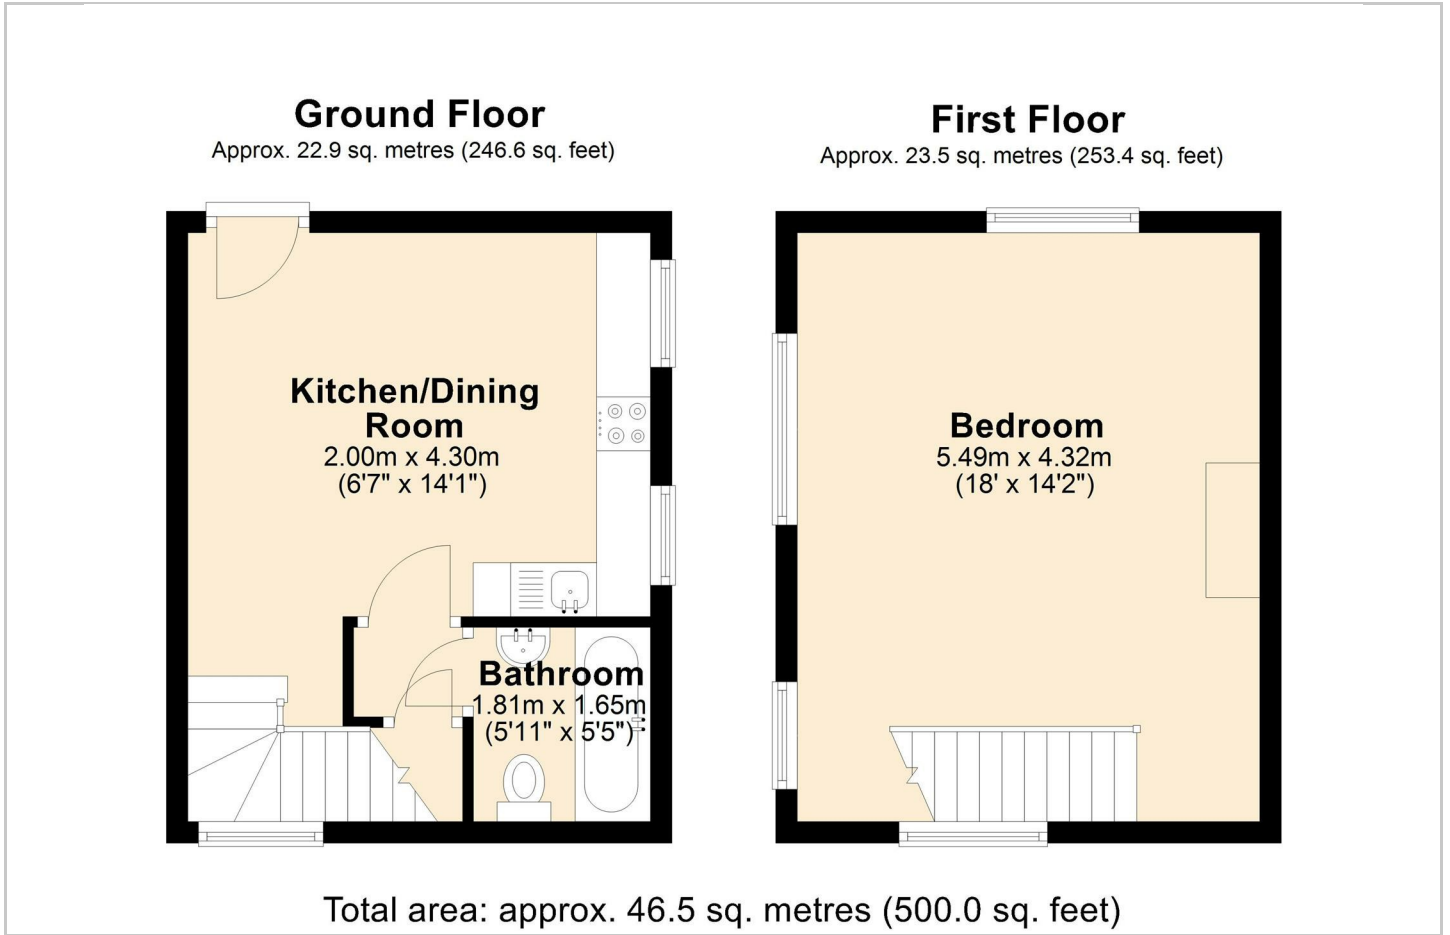 Ground Floor
Approx. 22.9 sq. metres (246.6 sq. feet)
First Floor
Approx. 23.5 sq. metres (253.4 sq. feet)
Kitchen/Dining
Room
2.00m x 4.30m
(6'7" x 14'1")
Bathroom
1.81m x 1.65m
(5'11" x 5'5")
Bedroom
5.49m x 4.32m
(18' x 14'2")
Total area: approx. 46.5 sq. metres (500.0 sq. feet)